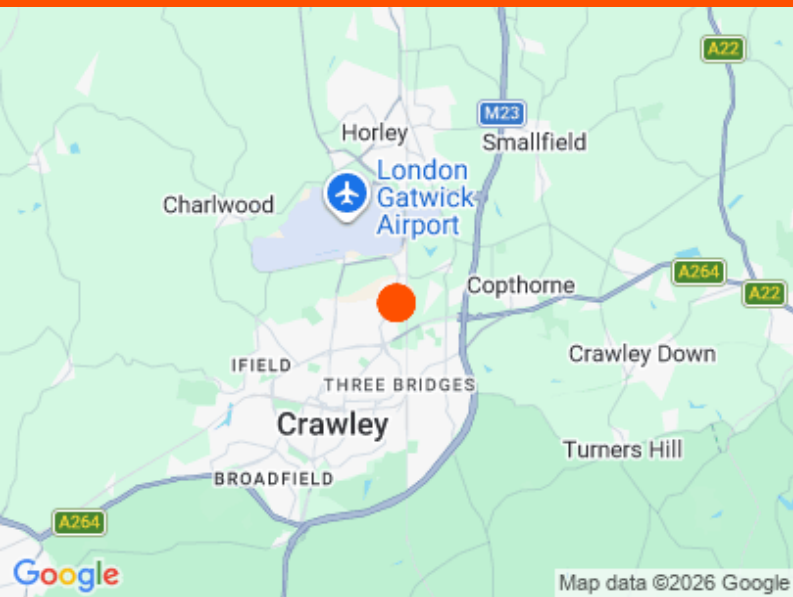 A22
M23
Horley
Smallfield
London
Gatwick
Airport
Charlwood
A264
Copthorne
A22
Crawley Down
IFIELD
THREE BRIDGES
Crawley
Turners Hill
BROADFIELD
A264
Google
Map data ©2026 Google